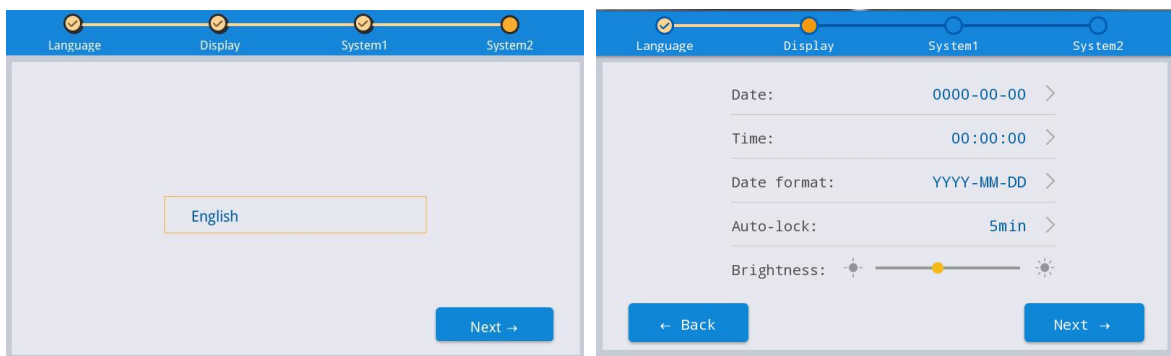 Language Display System1 System2
English
Next →
Language Display System1 System2
Date: 0000-00-00
Time: 00:00:00
Date format: YYYY-MM-DD
Auto-lock: 5min
Brightness:
← Back Next →